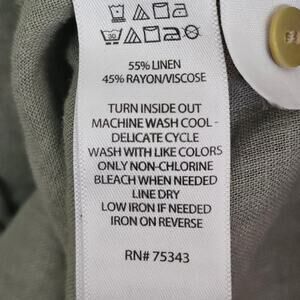 55% LINEN
45% RAYON/VISCOSE
TURN INSIDE OUT
MACHINE WASH COOL -
DELICATE CYCLE
WASH WITH LIKE COLORS
ONLY NON-CHLORINE
BLEACH WHEN NEEDED
LINE DRY
LOW IRON IF NEEDED
IRON ON REVERSE
RN# 75343